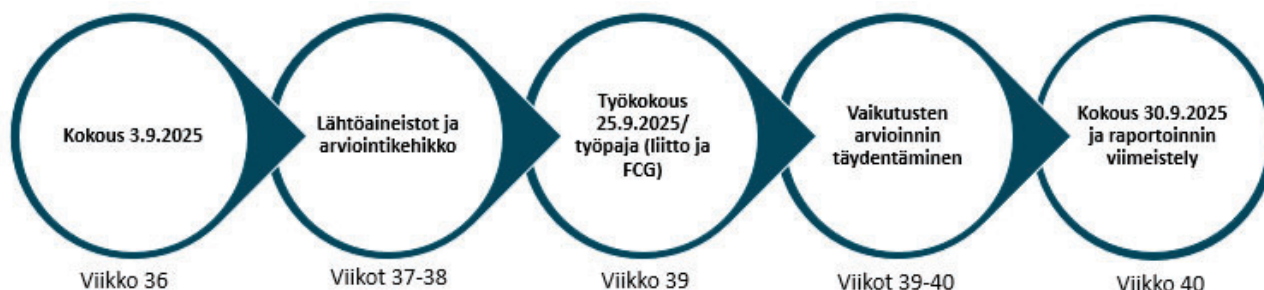 Kokous 3.9.2025
Lähtöaineistot ja
arviointikehikko
Työkokous
25.9.2025/
työpaja (liitto ja
FCG)
Vaikutusten
arvioinnin
täydentäminen
Kokous 30.9.2025
ja raportoinnin
viimeistely
Viikko 36
Viikot 37-38
Viikko 39
Viikot 39-40
Viikko 40